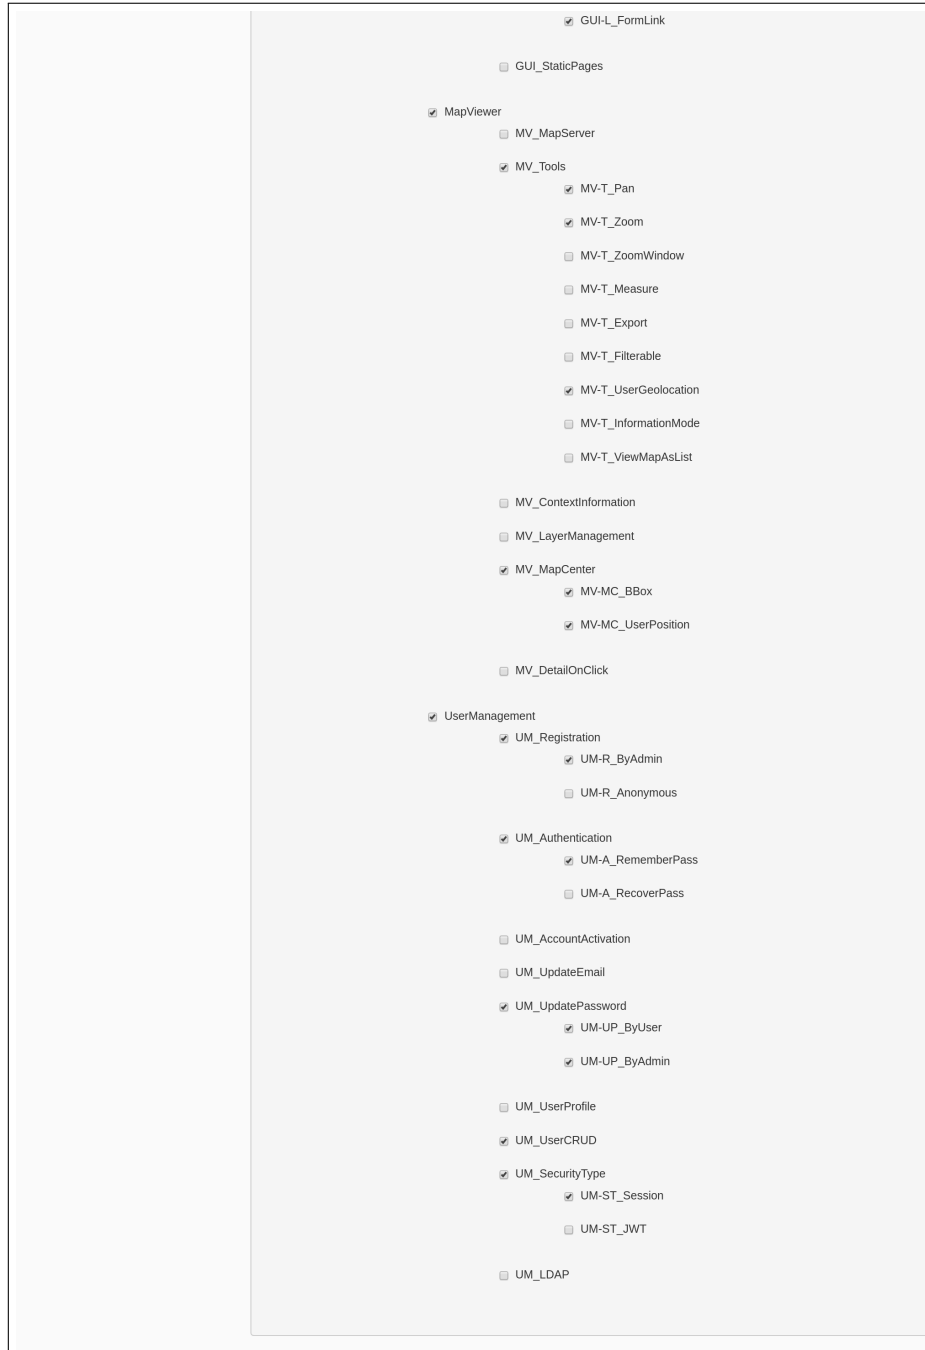 GUI-L_FormLink
GUI_StaticPages
MapViewer
MV_MapServer
MV_Tools
MV-T_Pan
MV-T_Zoom
MV-T_ZoomWindow
MV-T_Measure
MV-T_Export
MV-T_Filterable
MV-T_UserGeolocation
MV-T_InformationMode
MV-T_ViewMapAsList
MV_ContextInformation
MV_LayerManagement
MV_MapCenter
MV-MC_BBox
MV-MC_UserPosition
MV_DetailOnClick
UserManagement
UM_Registration
UM-R_ByAdmin
UM-R_Anonymous
UM_Authentication
UM-A_RememberPass
UM-A_RecoverPass
UM_AccountActivation
UM_UpdateEmail
UM_UpdatePassword
UM-UP_ByUser
UM-UP_ByAdmin
UM_UserProfile
UM_UserCRUD
UM_SecurityType
UM-ST_Session
UM-ST_JWT
UM_LDAP